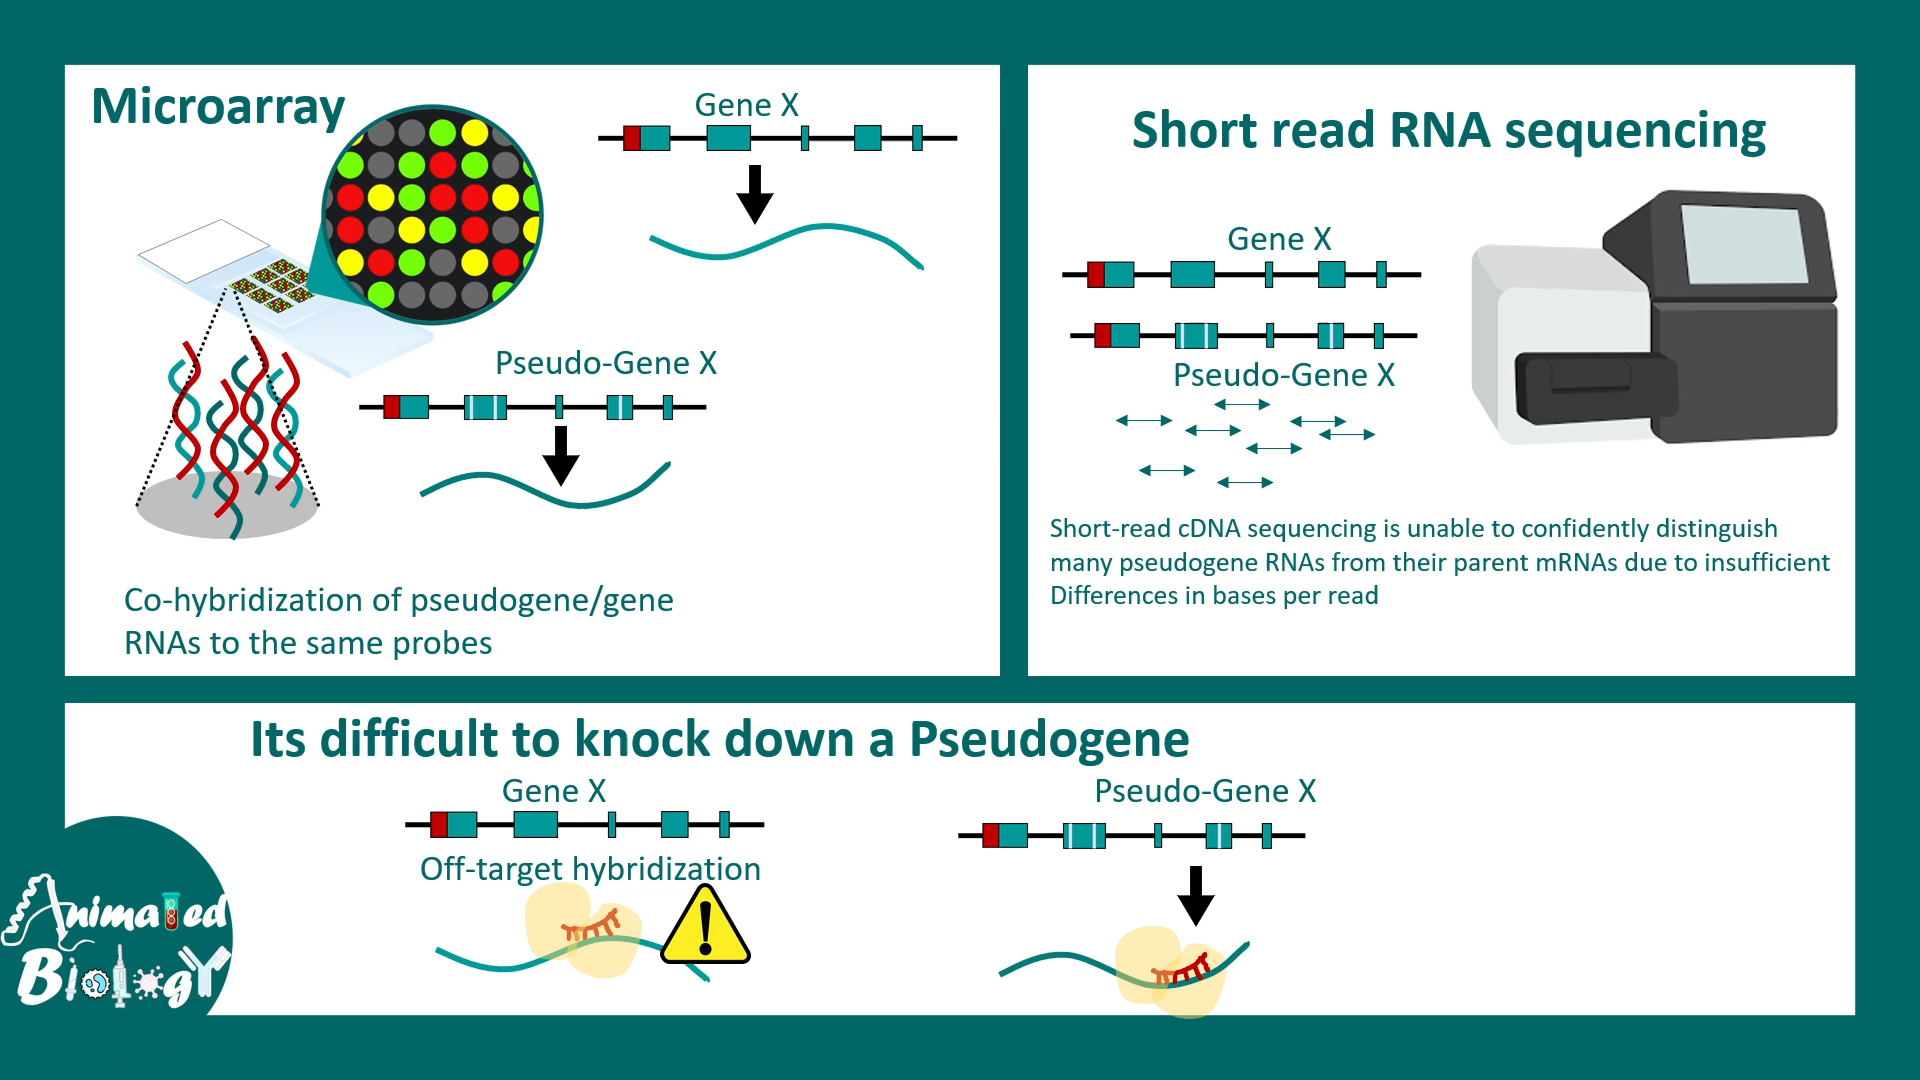 Microarray
Gene X
Pseudo-Gene X
Co-hybridization of pseudogene/gene
RNAs to the same probes
Short read RNA sequencing
Gene X
Pseudo-Gene X
Short-read cDNA sequencing is unable to confidently distinguish
many pseudogene RNAs from their parent mRNAs due to insufficient
Differences in bases per read
Its difficult to knock down a Pseudogene
Gene X
Off-target hybridization
Pseudo-Gene X
Animated
Biology